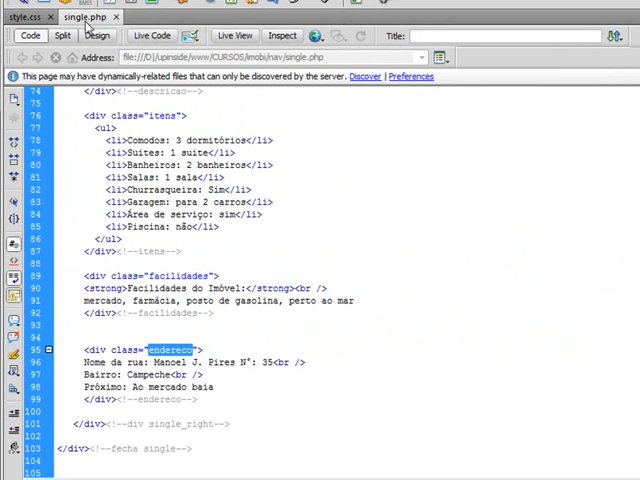 style.css × single.php ×
Code Split Design Live Code Live View Inspect Title:
Address: file:///D|/upinside/www/CURSOS/imobi/nav/single.php
This page may have dynamically-related files that can only be discovered by the server. Discover | Preferences
74 </div><!--descricao-->
75
76 <div class="itens">
77 <ul>
78 <li>Comodos: 3 dormitórios</li>
79 <li>Suites: 1 suite</li>
80 <li>Banheiros: 2 banheiros</li>
81 <li>Salas: 1 sala</li>
82 <li>Churrasqueira: Sim</li>
83 <li>Garagem: para 2 carros</li>
84 <li>Área de serviço: sim</li>
85 <li>Piscina: não</li>
86 </ul>
87 </div><!--itens-->
88
89 <div class="facilidades">
90 <strong>Facilidades do Imóvel:</strong><br />
91 mercado, farmácia, posto de gasolina, perto ao mar
92 </div><!--facilidades-->
93
94
95 <div class="endereco">
96 Nome da rua: Manoel J. Pires N°: 35<br />
97 Bairro: Campeche<br />
98 Próximo: Ao mercado baia
99 </div><!--endereco-->
100
101 </div><!--div single_right-->
102
103 </div><!--fecha single-->
104
105